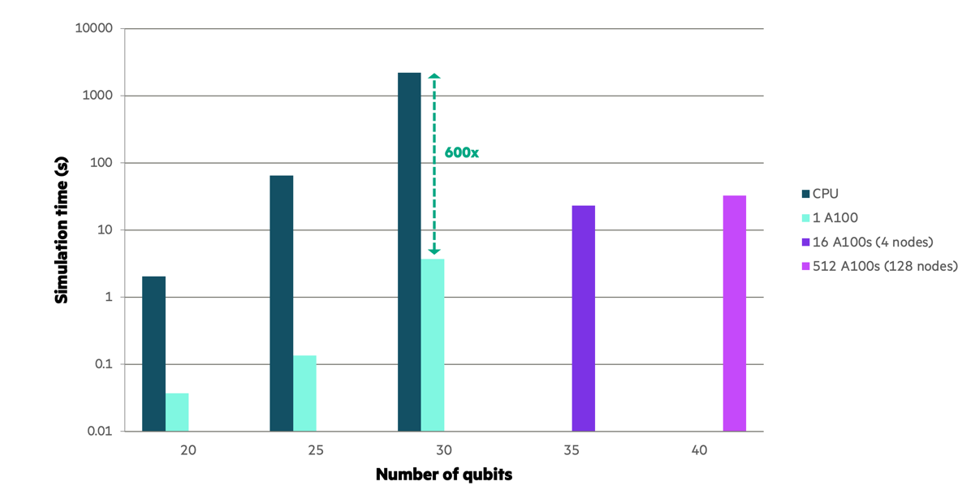 10000
1000
100
10
1
0.1
0.01
Simulation time (s)
600x
20 25 30 35 40
Number of qubits
CPU
1 A100
16 A100s (4 nodes)
512 A100s (128 nodes)